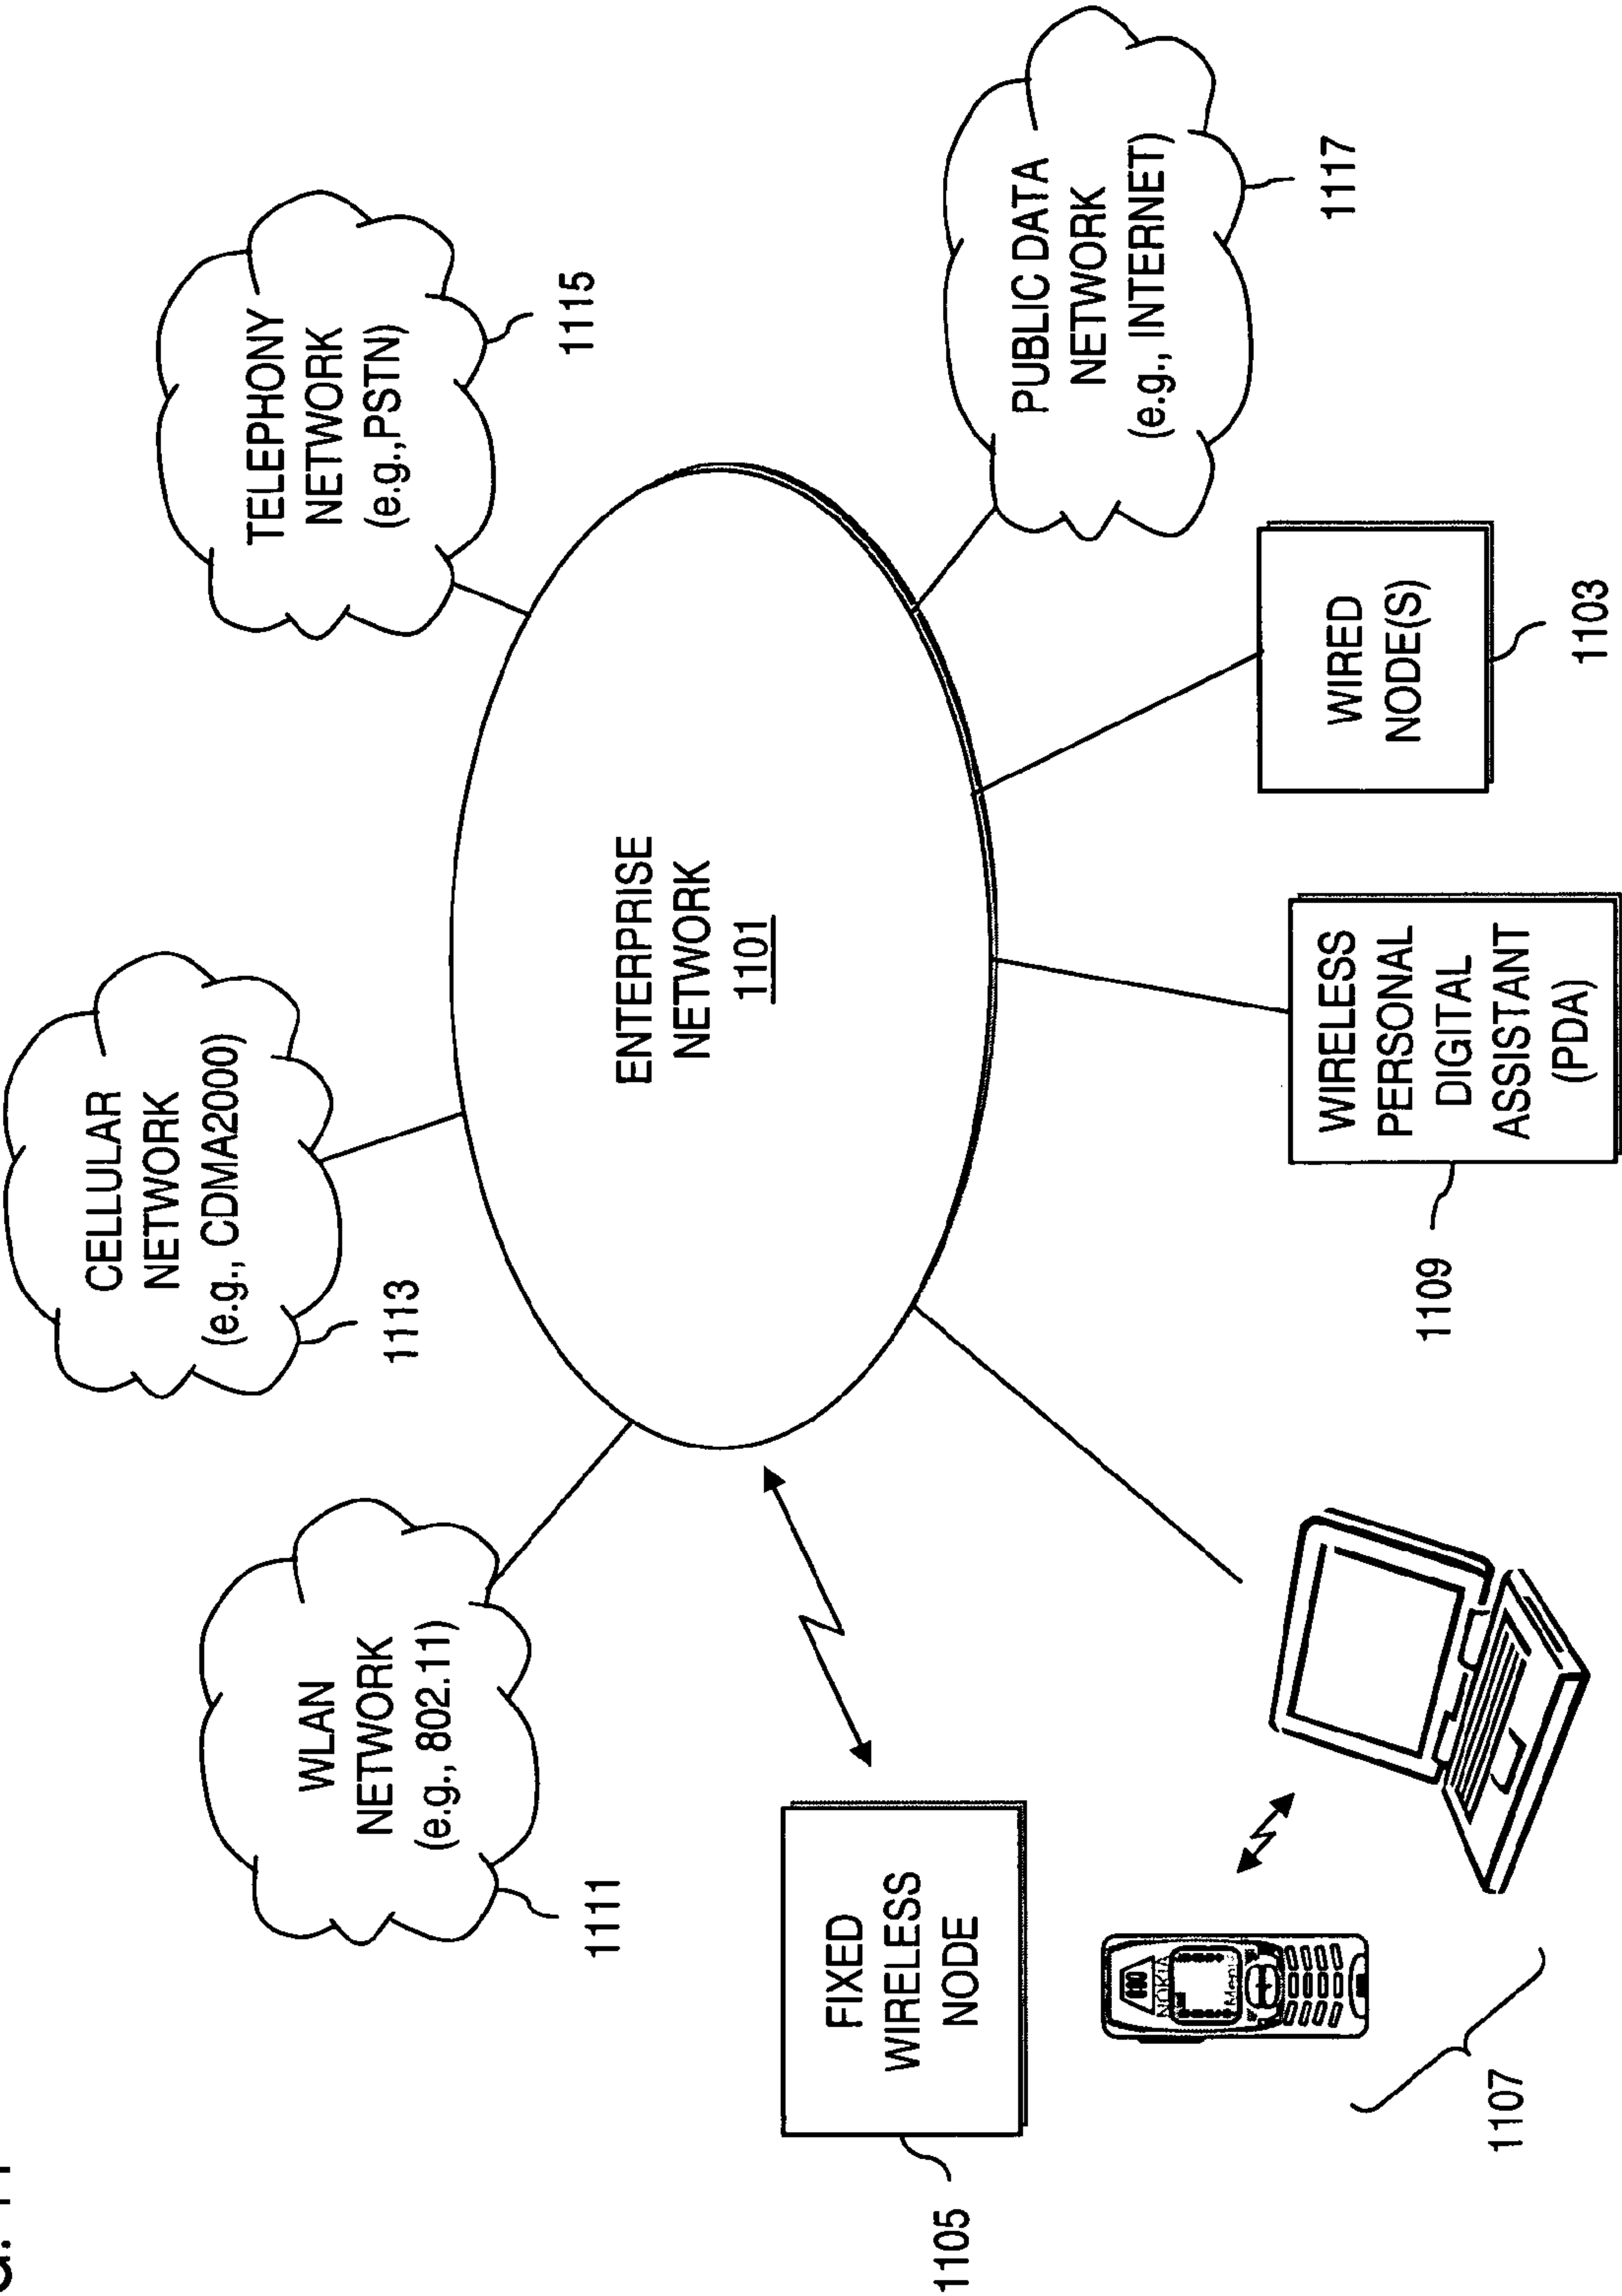 WLAN
NETWORK
(e.g., 802.11)
1111
CELLULAR
NETWORK
(e.g., CDMA2000)
1113
TELEPHONY
NETWORK
(e.g.,PSTN)
1115
ENTERPRISE
NETWORK
1101
FIXED
WIRELESS
NODE
1105
PUBLIC DATA
NETWORK
(e.g., INTERNET)
1117
NOKIA
Menu
1107
WIRELESS
PERSONAL
DIGITAL
ASSISTANT
(PDA)
1109
WIRED
NODE(S)
1103